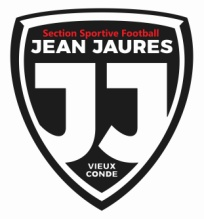 Section Sportive Football
JEAN JAURES
JJ
VIEUX
CONDE